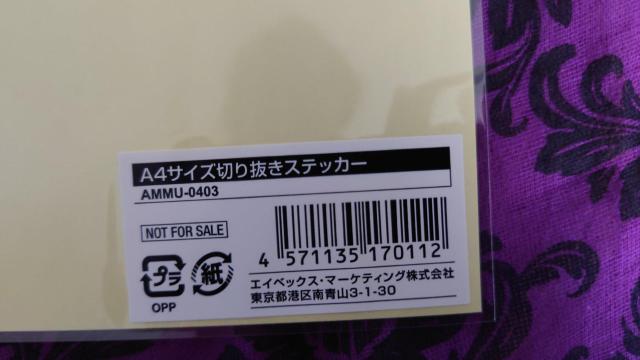 A4サイズ切り抜きステッカー
AMMU-0403
NOT FOR SALE
4 571135 170112
プラ 紙
OPP
エイベックス・マーケティング株式会社
東京都港区南青山3-1-30